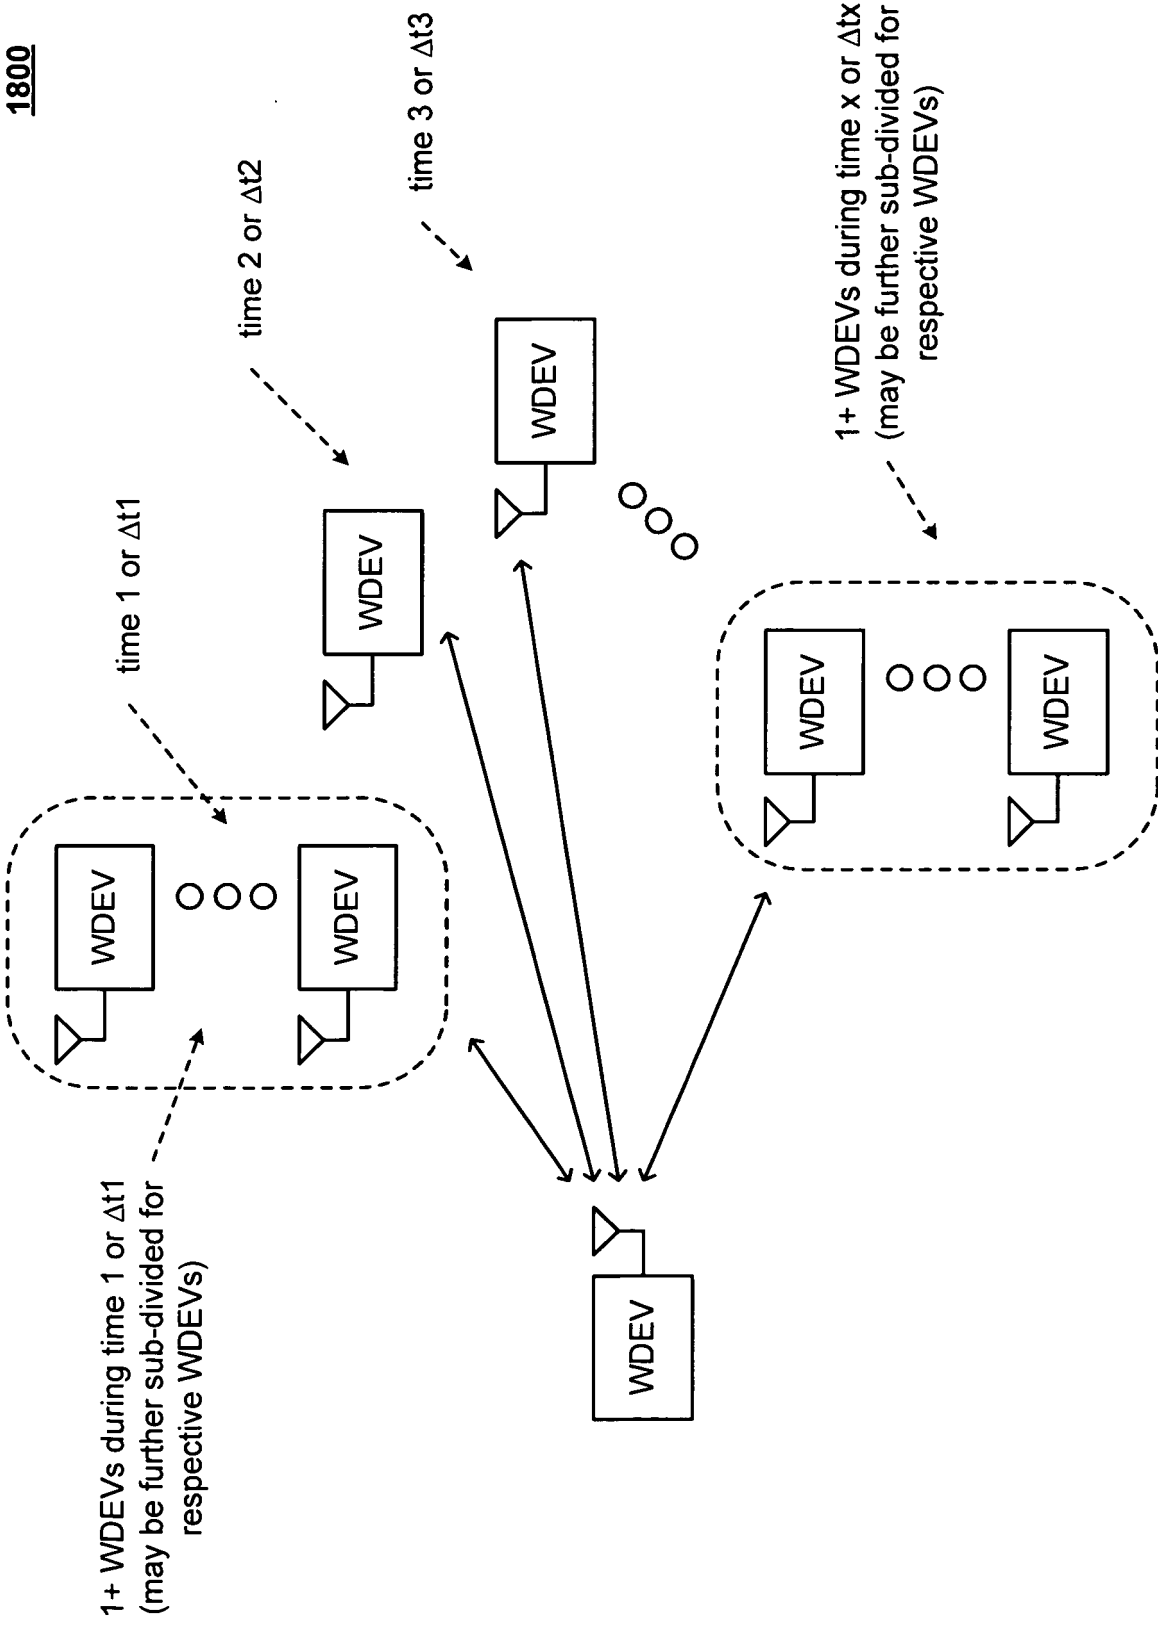 1800
1+ WDEVs during time 1 or Δt1
(may be further sub-divided for
respective WDEVs)
WDEV
time 1 or Δt1
time 2 or Δt2
WDEV
WDEV
time 3 or Δt3
WDEV
WDEV
WDEV
1+ WDEVs during time x or Δtx
(may be further sub-divided for
respective WDEVs)
WDEV